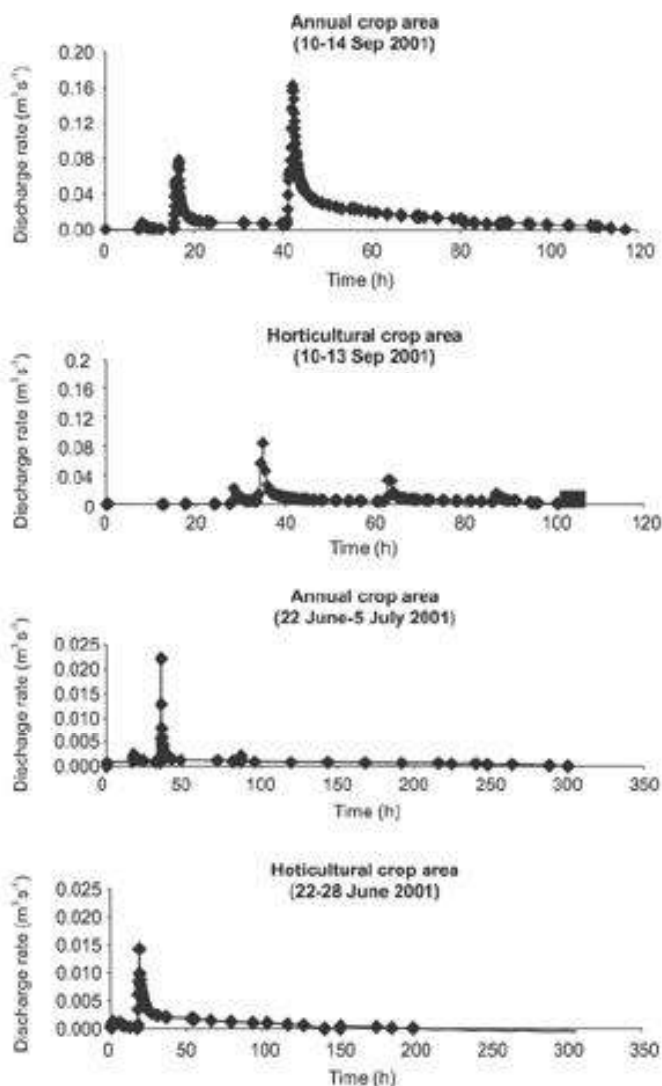 Annual crop area
(10-14 Sep 2001)
Discharge rate (m³ s⁻¹)
0.20
0.16
0.12
0.08
0.04
0.00
0 20 40 60 80 100 120
Time (h)
Horticultural crop area
(10-13 Sep 2001)
Discharge rate (m³ s⁻¹)
0.2
0.16
0.12
0.08
0.04
0
0 20 40 60 80 100 120
Time (h)
Annual crop area
(22 June-5 July 2001)
Discharge rate (m³ s⁻¹)
0.025
0.020
0.015
0.010
0.005
0.000
0 50 100 150 200 250 300 350
Time (h)
Hoticultural crop area
(22-28 June 2001)
Discharge rate (m³ s⁻¹)
0.025
0.020
0.015
0.010
0.005
0.000
0 50 100 150 200 250 300 350
Time (h)